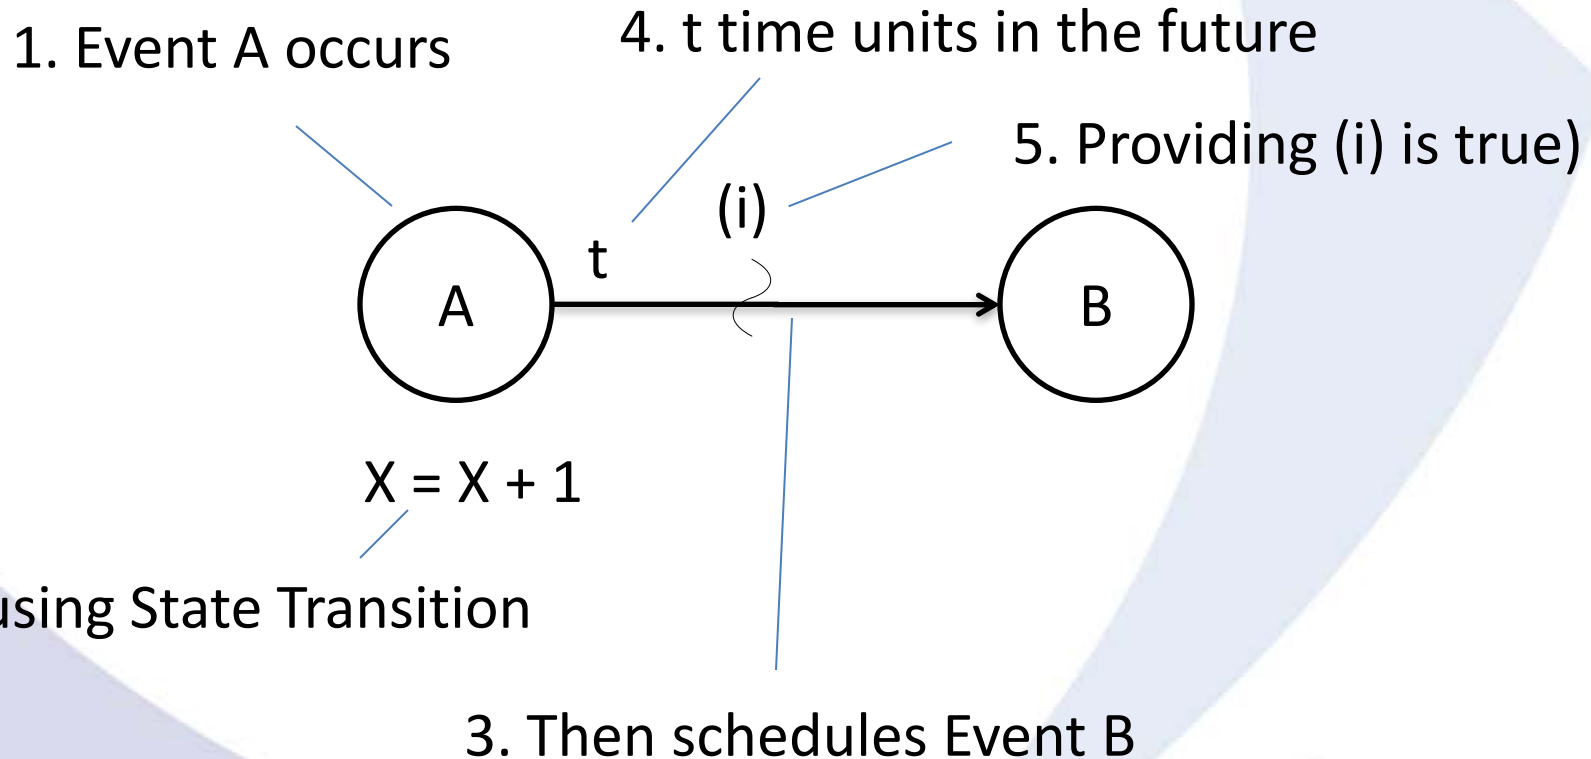 1. Event A occurs
4. t time units in the future
5. Providing (i) is true)
(i)
t
A
B
X = X + 1
using State Transition
3. Then schedules Event B